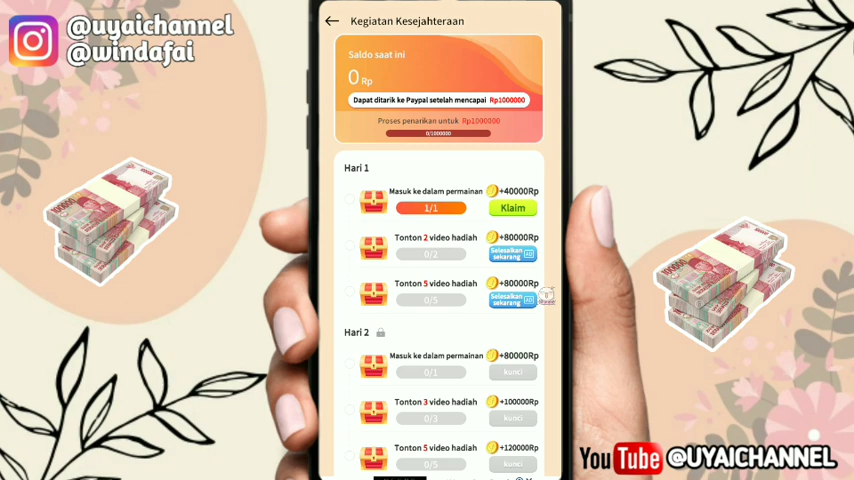 @uyaichannel
@windafai
Kegiatan Kesejahteraan
Saldo saat ini
0 Rp
Dapat ditarik ke Paypal setelah mencapai Rp1000000
Proses penarikan untuk Rp1000000
0/1000000
Hari 1
Masuk ke dalam permainan +40000Rp
1/1 Klaim
Tonton 2 video hadiah +80000Rp
0/2 Selesaikan sekarang AD
Tonton 5 video hadiah +80000Rp
0/5 Selesaikan sekarang AD
Hari 2
Masuk ke dalam permainan +80000Rp
0/1 kunci
Tonton 3 video hadiah +100000Rp
0/3 kunci
Tonton 5 video hadiah +120000Rp
0/5 kunci
YouTube @UYAICHANNEL